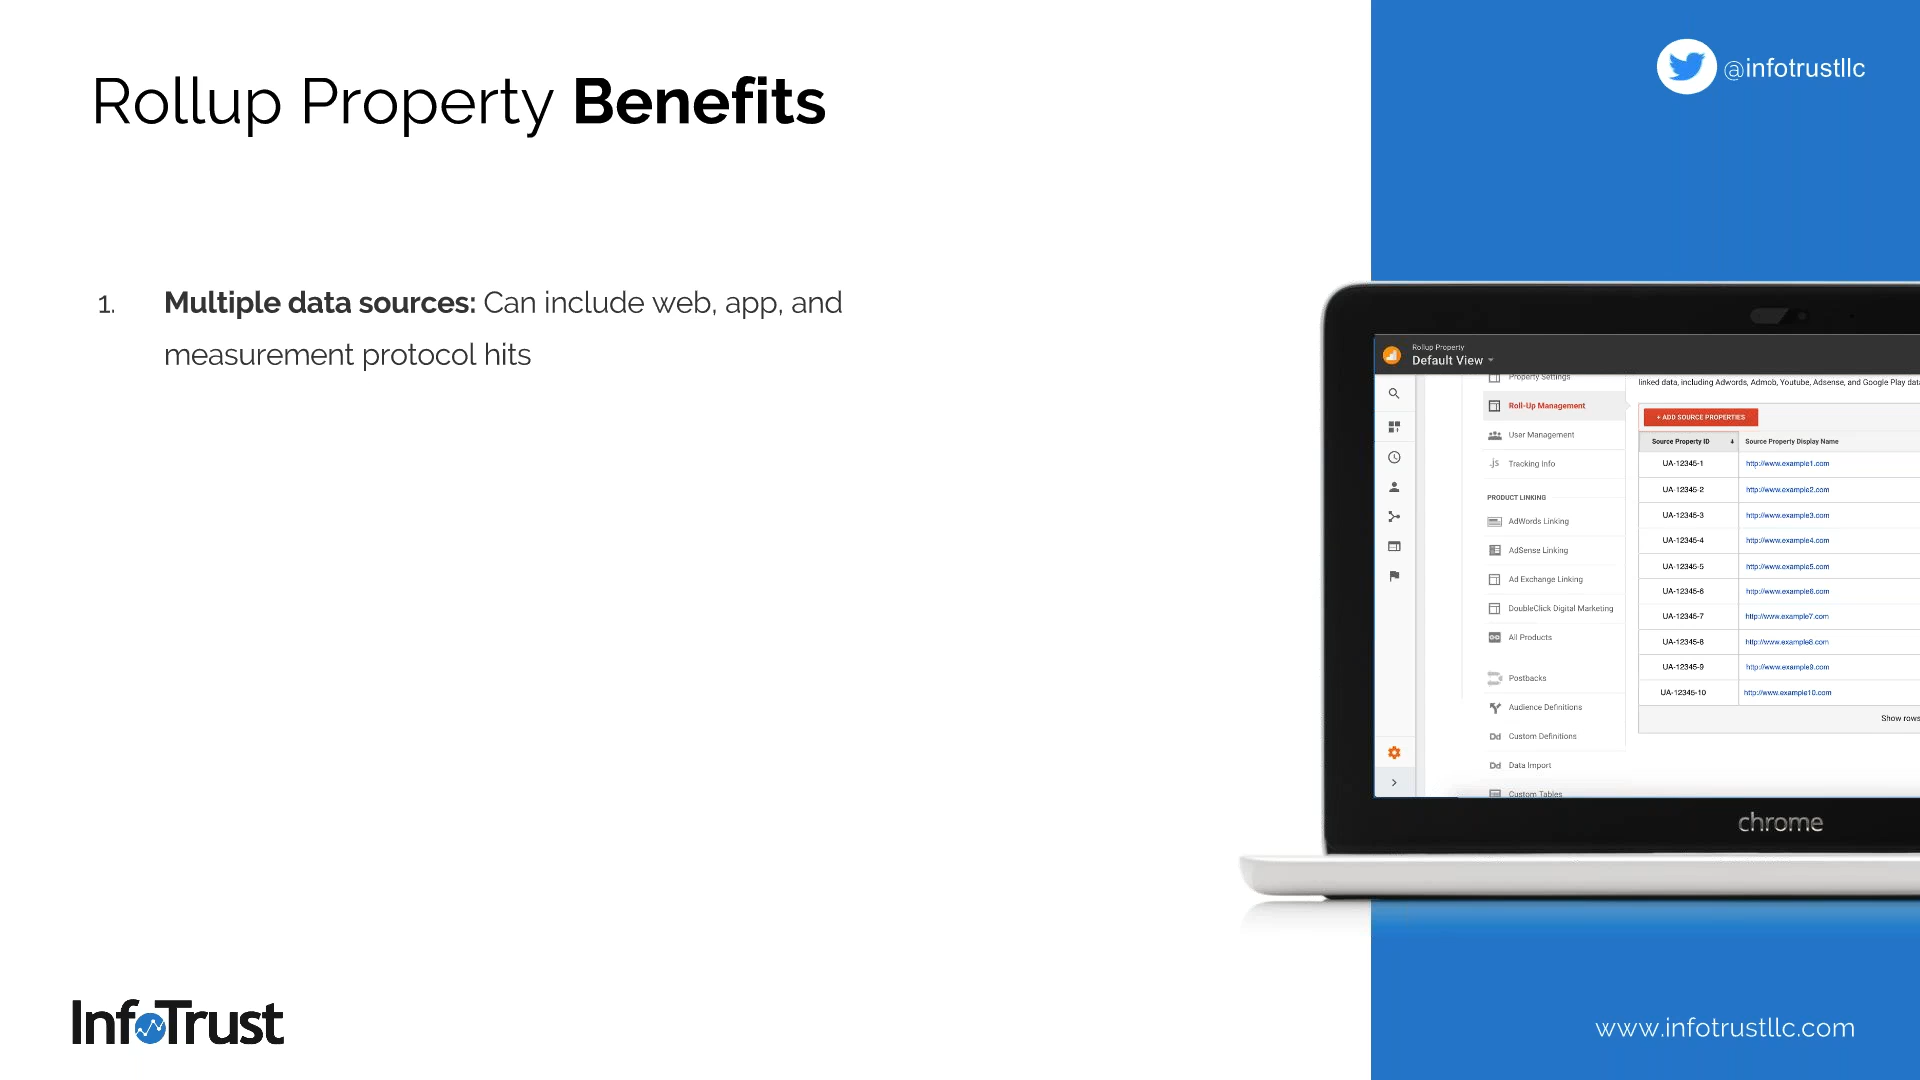 Rollup Property Benefits
@infotrustllc
1. Multiple data sources: Can include web, app, and
measurement protocol hits
Rollup Property
Default View
Property Settings
Roll-Up Management
User Management
.js Tracking Info
PRODUCT LINKING
AdWords Linking
AdSense Linking
Ad Exchange Linking
DoubleClick Digital Marketing
All Products
Postbacks
Audience Definitions
Dd Custom Definitions
Dd Data Import
Custom Tables
linked data, including Adwords, Admob, Youtube, Adsense, and Google Play
+ ADD SOURCE PROPERTIES
Source Property ID Source Property Display Name
UA-12345-1 http://www.example1.com
UA-12345-2 http://www.example2.com
UA-12345-3 http://www.example3.com
UA-12345-4 http://www.example4.com
UA-12345-5 http://www.example5.com
UA-12345-6 http://www.example6.com
UA-12345-7 http://www.example7.com
UA-12345-8 http://www.example8.com
UA-12345-9 http://www.example9.com
UA-12345-10 http://www.example10.com
Show rows
chrome
InfoTrust
www.infotrustllc.com